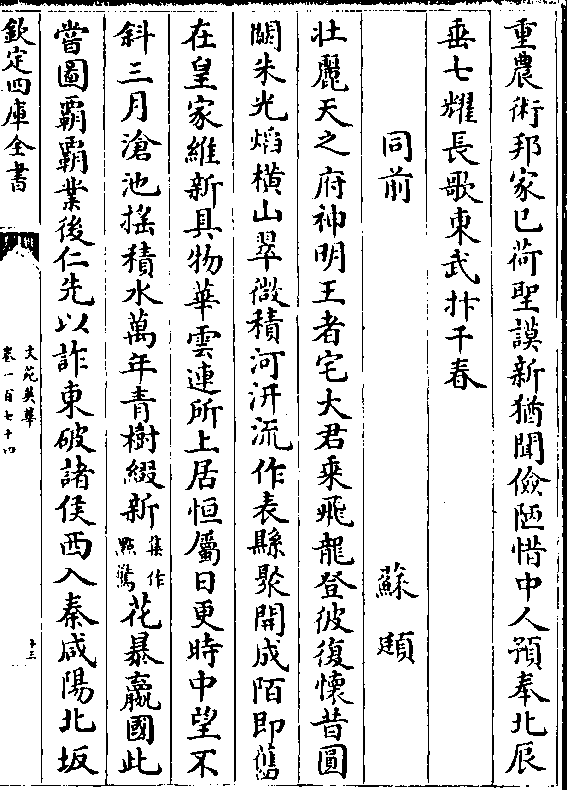 重農術邦家已荷聖謨新猶聞儉陋惜中人預奉北辰
垂七耀長歌東武抃千春
同前　蘇頲
壯麗天之府神明王者宅大君乘飛龍登彼復懷昔圓
闕朱光焰横山翠微積河汧流作表縣聚開成陌即舊
在皇家維新具物華雲連所上居恒屬日更時中望不
斜三月滄池摇積水萬年青樹綴新集作點驚花暴嬴國此
當圖霸霸業後仁先以詐東破諸侯西入秦咸陽北坂
欽定四庫全書
文苑英華
卷一百七十四
十三